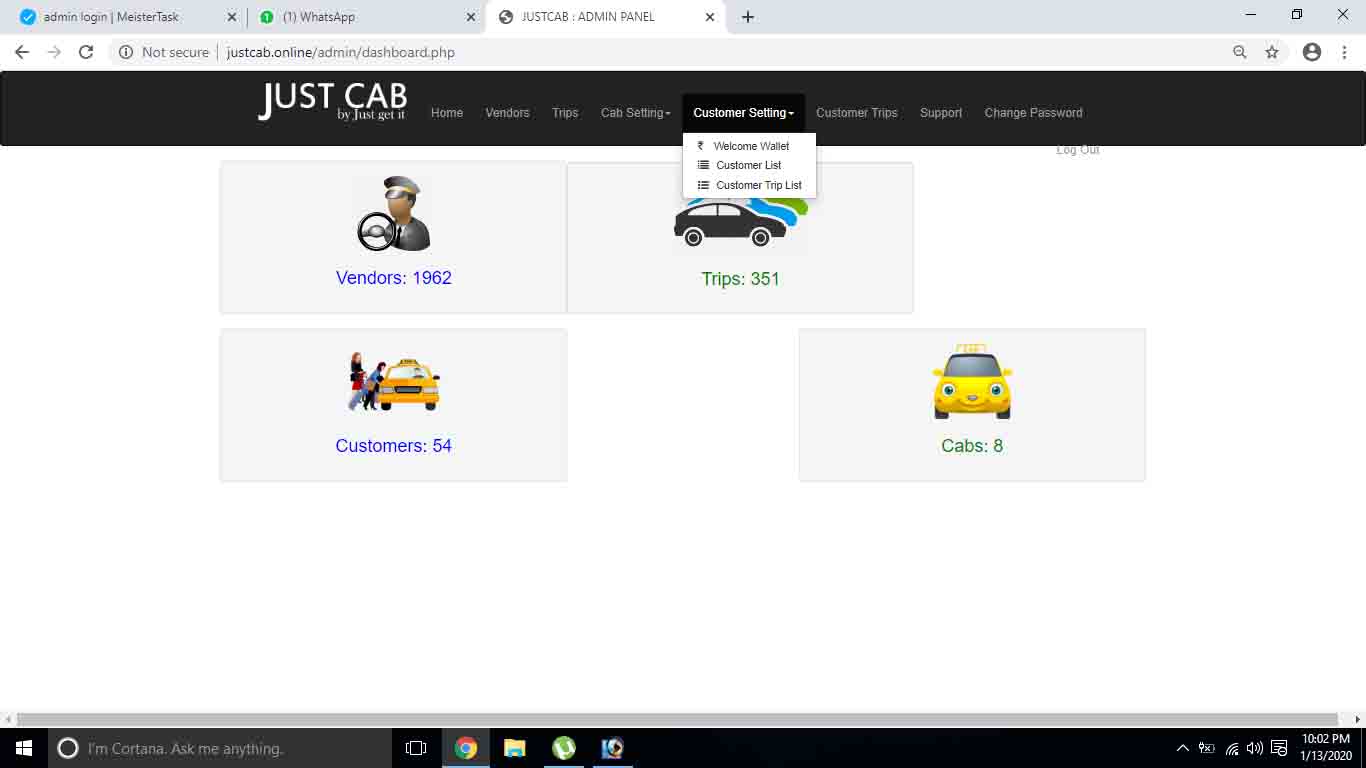 admin login | MeisterTask
(1) WhatsApp
JUSTCAB : ADMIN PANEL
Not secure
justcab.online/admin/dashboard.php
JUST CAB
by Just get it
Home
Vendors
Trips
Cab Setting
Customer Setting
Customer Trips
Support
Change Password
Log Out
₹ Welcome Wallet
Customer List
Customer Trip List
Vendors: 1962
Trips: 351
Customers: 54
Cabs: 8
I'm Cortana. Ask me anything.
10:02 PM
1/13/2020